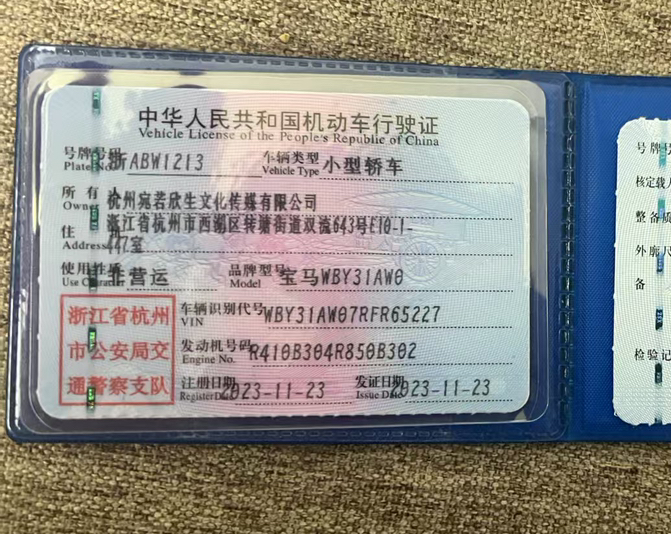 中华人民共和国机动车行驶证
Vehicle License of the People's Republic of China
号牌号码 浙ABW1213 车辆类型 小型轿车
Plate No. Vehicle Type
所有人 杭州宛若欣生文化传媒有限公司
Owner
住 浙江省杭州市西湖区转塘街道双流643号E10-1-
Address 447室
使用性质 非营运 品牌型号 宝马WBY31AW0
Use Character Model
浙江省杭州
市公安局交
通警察支队
车辆识别代号 WBY31AW07RFR65227
VIN
发动机号码 R410B304R850B302
Engine No.
注册日期 2023-11-23 发证日期 2023-11-23
Register Date Issue Date
号牌号
核定载人
整备质
外廓尺
备
检验记